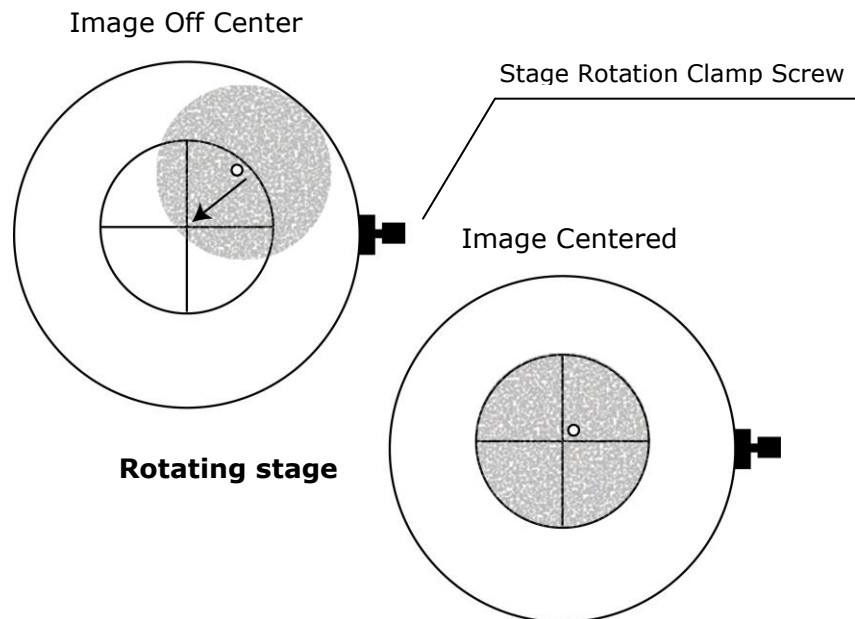 Image Off Center
Stage Rotation Clamp Screw
Image Centered
Rotating stage